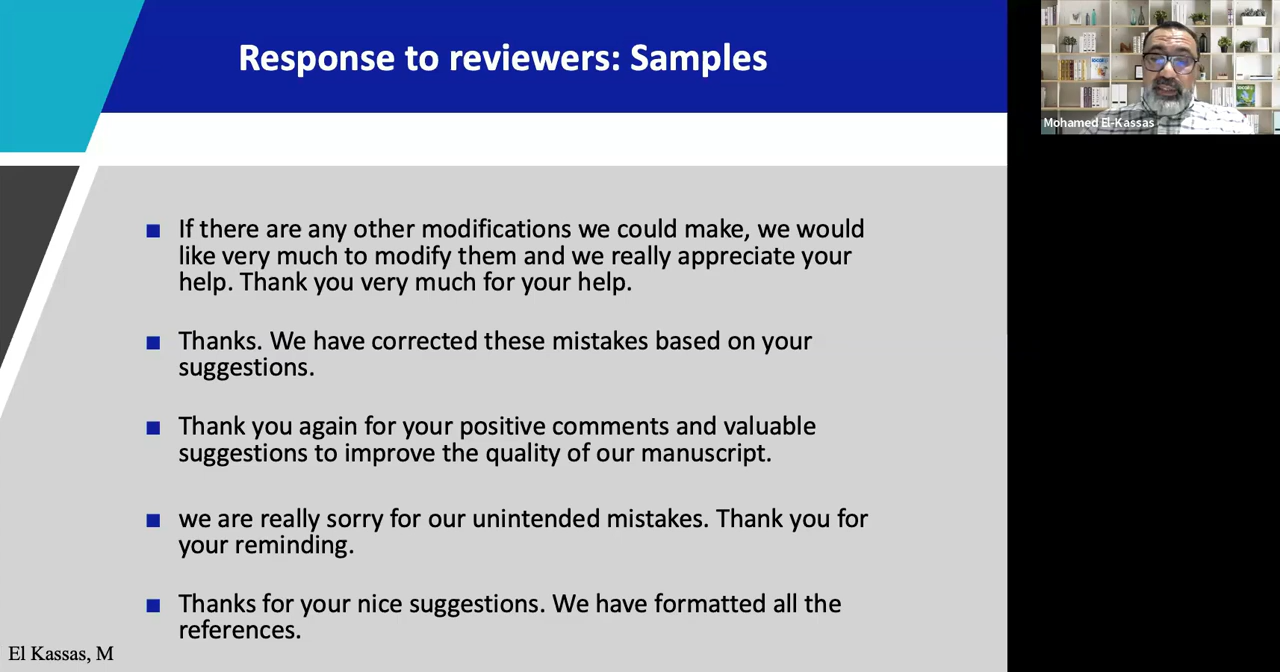 Response to reviewers: Samples
If there are any other modifications we could make, we would
like very much to modify them and we really appreciate your
help. Thank you very much for your help.
Thanks. We have corrected these mistakes based on your
suggestions.
Thank you again for your positive comments and valuable
suggestions to improve the quality of our manuscript.
we are really sorry for our unintended mistakes. Thank you for
your reminding.
Thanks for your nice suggestions. We have formatted all the
references.
El Kassas, M
Mohamed El-Kassas